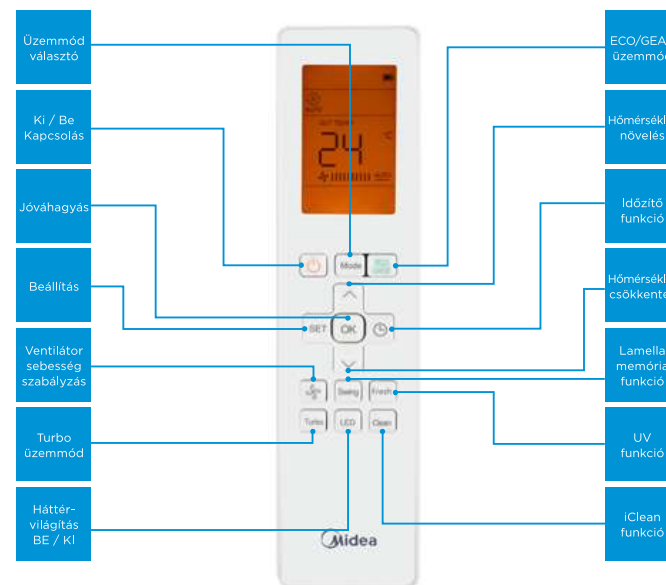 Üzemmód
választó
Ki / Be
Kapcsolás
Jóváhagyás
Beállítás
Ventilátor
sebesség
szabályzás
Turbo
üzemmód
Háttér-
világítás
BE / KI
SET TEMP
24
°C
AUTO
Mode
SET
OK
Swing
Fresh
Turbo
LED
Clean
Midea
ECO/GEA
üzemmód
Hőmérsékl
növelés
Időzítő
funkció
Hőmérsékl
csökkenté
Lamella
memória
funkció
UV
funkció
iClean
funkció